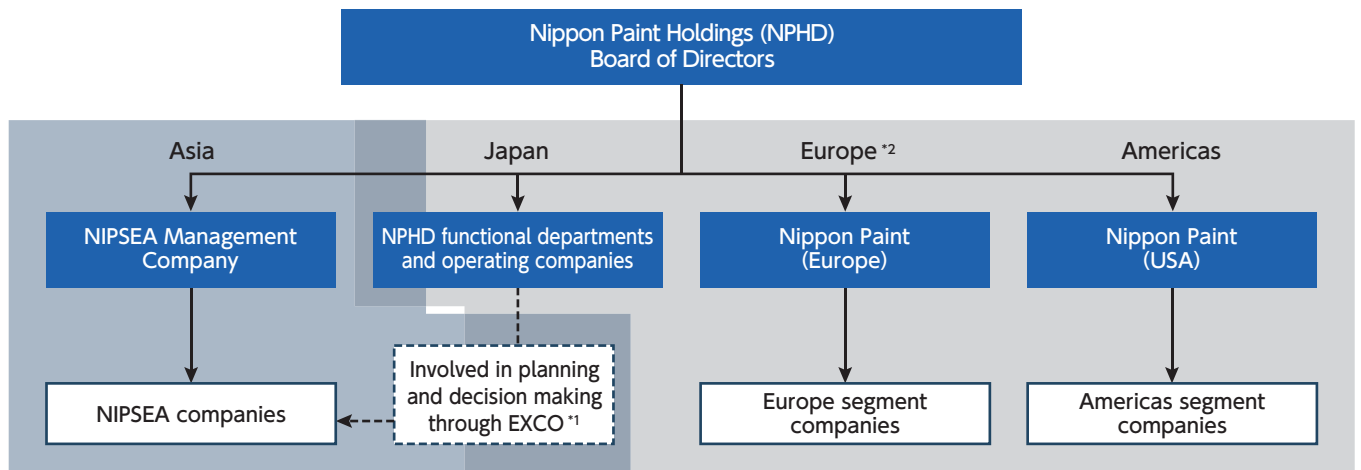 Nippon Paint Holdings (NPHD)
Board of Directors
Asia
Japan
Europe *2
Americas
NIPSEA Management
Company
NPHD functional departments
and operating companies
Nippon Paint
(Europe)
Nippon Paint
(USA)
NIPSEA companies
Involved in planning
and decision making
through EXCO *1
Europe segment
companies
Americas segment
companies